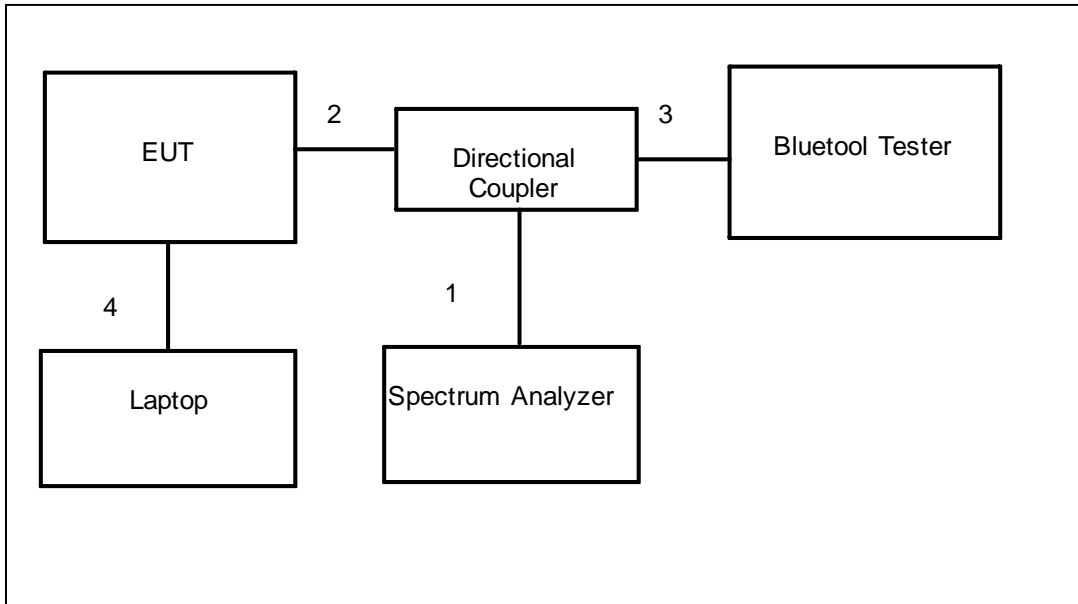 EUT
2
Directional
Coupler
3
Bluetool Tester
4
1
Laptop
Spectrum Analyzer